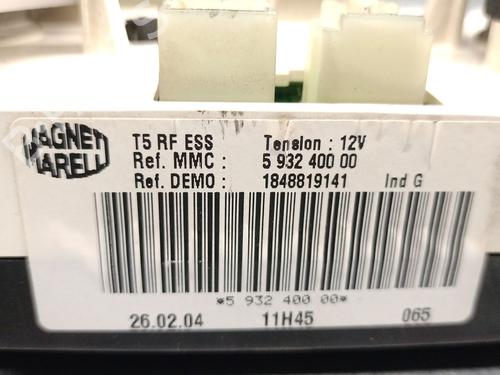 MAGNETI
MARELLI
T5 RF ESS Tension : 12V
Ref. MMC : 5 932 400 00
Ref. DEMO : 1848819141 Ind G
*5 932 400 00*
26.02.04 11H45 065